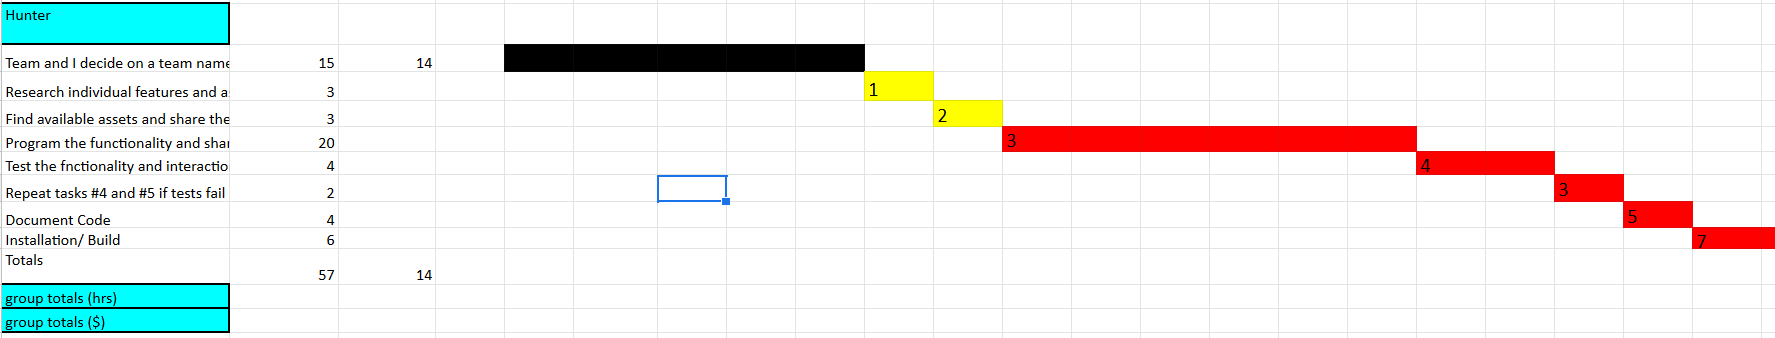 Hunter
Team and I decide on a team name 15 14
Research individual features and a 3 1
Find available assets and share the 3 2
Program the functionality and shar 20 3
Test the fnctionality and interactio 4 4
Repeat tasks #4 and #5 if tests fail 2 3
Document Code 4 5
Installation/ Build 6 7
Totals 57 14
group totals (hrs)
group totals ($)